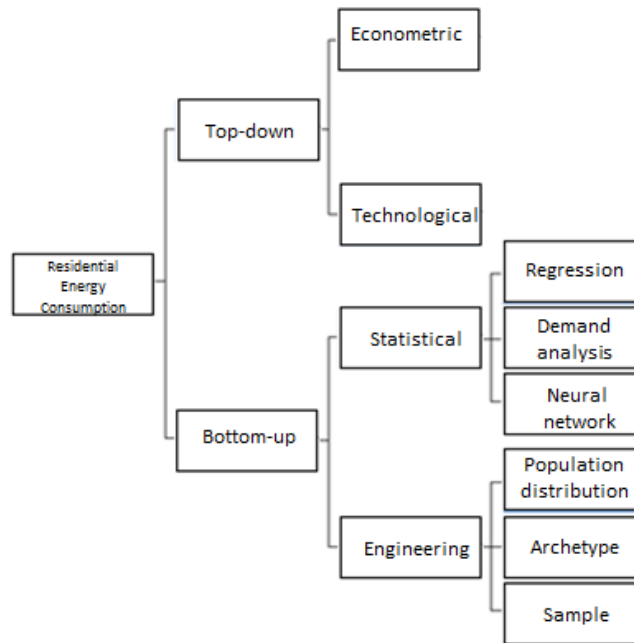 Econometric
Top-down
Technological
Residential
Energy
Consumption
Regression
Statistical
Demand
analysis
Neural
network
Bottom-up
Population
distribution
Engineering
Archetype
Sample